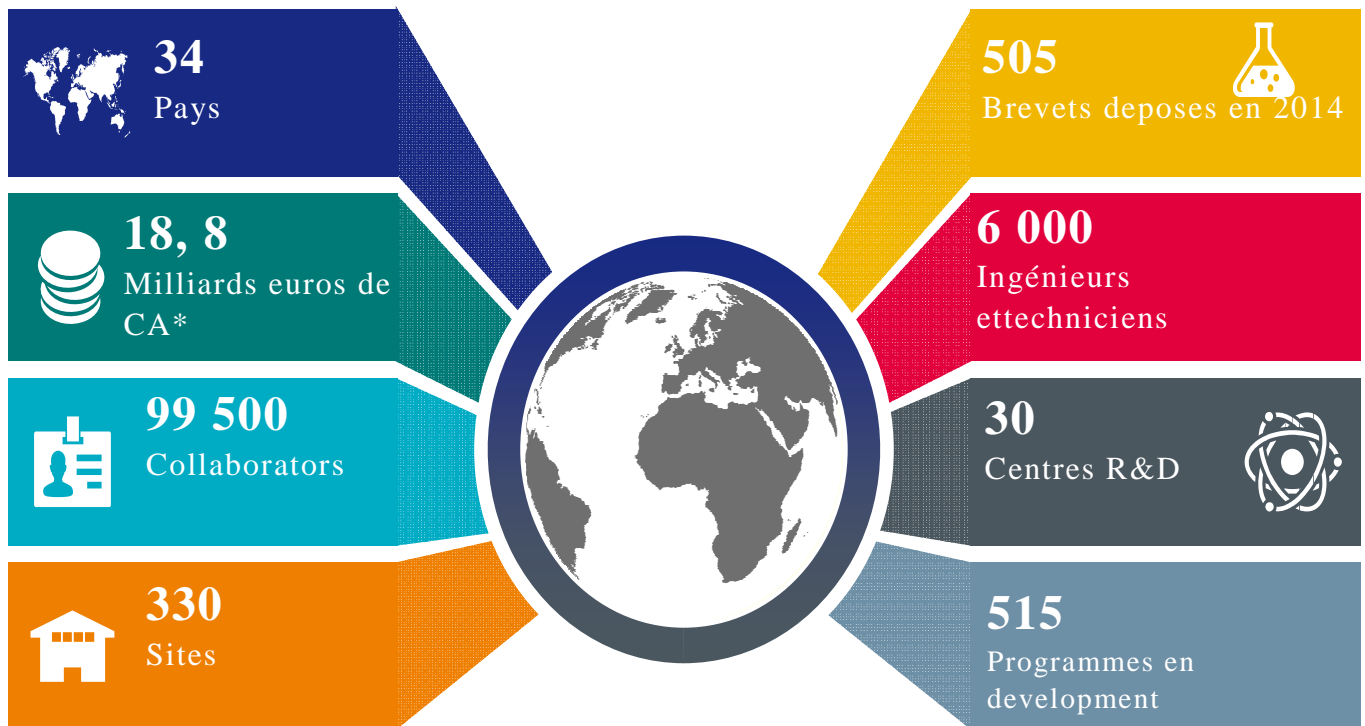 34
Pays
18, 8
Milliards euros de
CA*
99 500
Collaborators
330
Sites
505
Brevets deposes en 2014
6 000
Ingénieurs
ettechniciens
30
Centres R&D
515
Programmes en
development